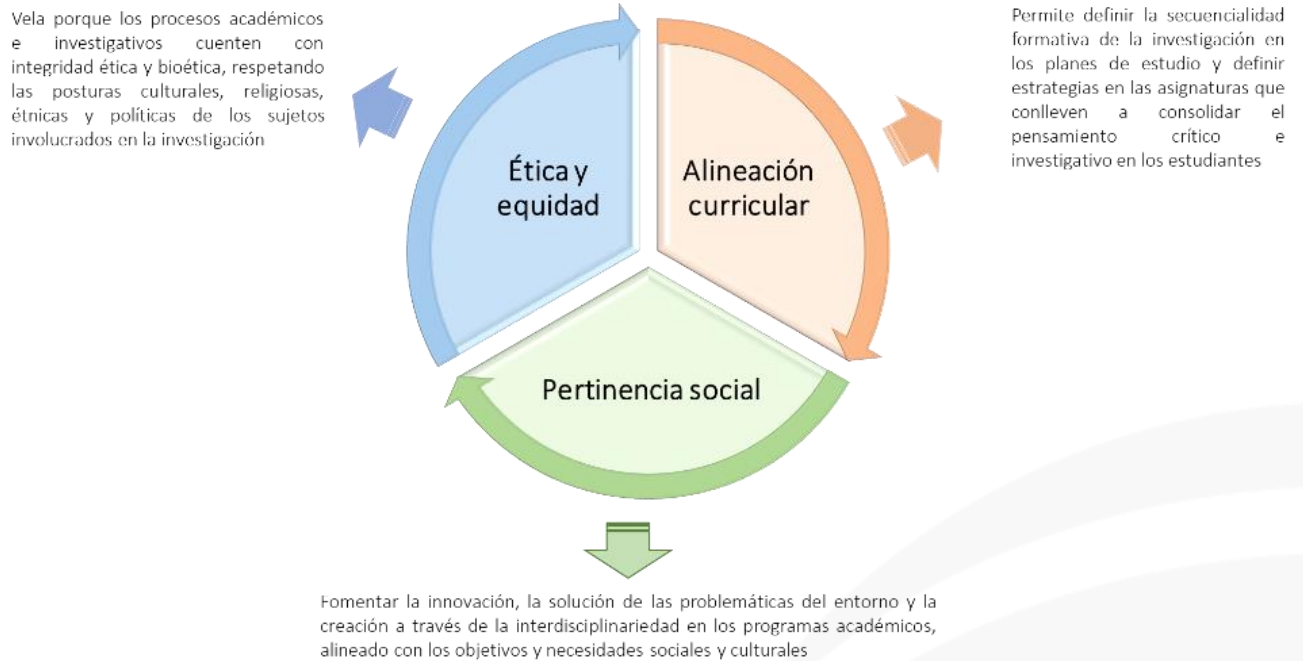 Vela porque los procesos académicos
e investigativos cuenten con
integridad ética y bioética, respetando
las posturas culturales, religiosas,
étnicas y políticas de los sujetos
involucrados en la investigación
Permite definir la secuencialidad
formativa de la investigación en
los planes de estudio y definir
estrategias en las asignaturas que
conlleven a consolidar el
pensamiento crítico e
investigativo en los estudiantes
Ética y
equidad
Alineación
curricular
Pertinencia social
Fomentar la innovación, la solución de las problemáticas del entorno y la
creación a través de la interdisciplinariedad en los programas académicos,
alineado con los objetivos y necesidades sociales y culturales